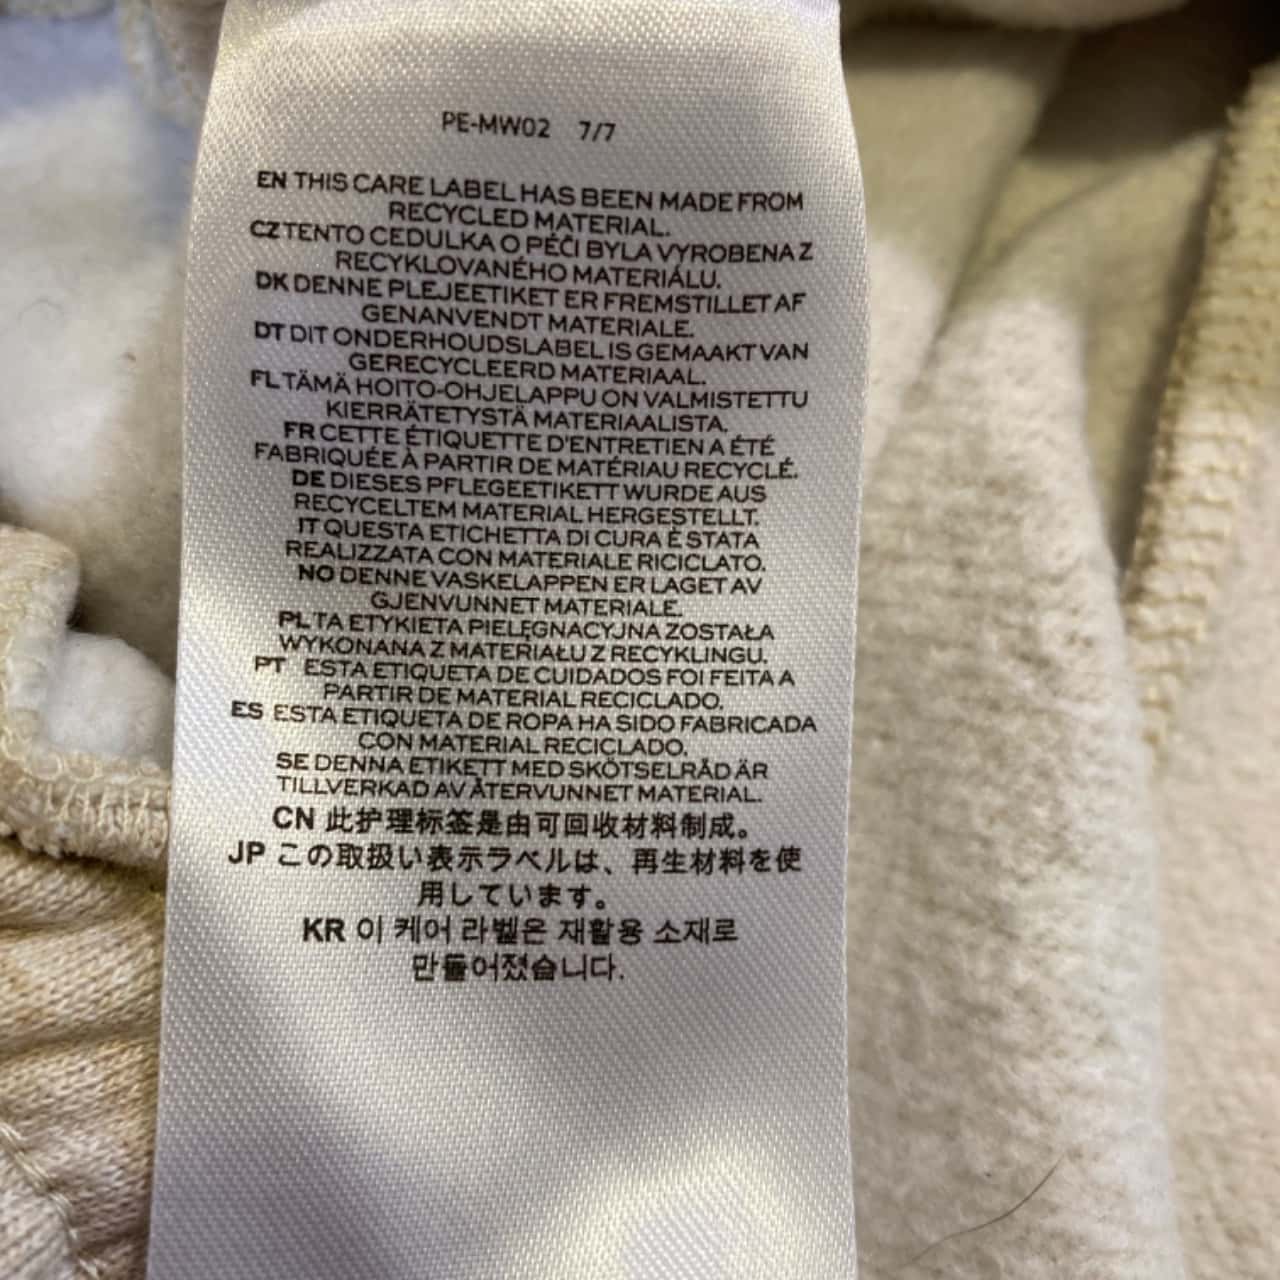 PE-MW02 7/7
EN THIS CARE LABEL HAS BEEN MADE FROM
RECYCLED MATERIAL.
CZ TENTO CEDULKA O PÉČI BYLA VYROBENA Z
RECYKLOVANÉHO MATERIÁLU.
DK DENNE PLEJEETIKET ER FREMSTILLET AF
GENANVENDT MATERIALE.
DT DIT ONDERHOUDSLABEL IS GEMAAKT VAN
GERECYCLEERD MATERIAAL.
FL TÄMÄ HOITO-OHJELAPPU ON VALMISTETTU
KIERRÄTETYSTÄ MATERIAALISTA.
FR CETTE ÉTIQUETTE D'ENTRETIEN A ÉTÉ
FABRIQUÉE À PARTIR DE MATÉRIAU RECYCLÉ.
DE DIESES PFLEGEETIKETT WURDE AUS
RECYCELTEM MATERIAL HERGESTELLT.
IT QUESTA ETICHETTA DI CURA È STATA
REALIZZATA CON MATERIALE RICICLATO.
NO DENNE VASKELAPPEN ER LAGET AV
GJENVUNNET MATERIALE.
PL TA ETYKIETA PIELĘGNACYJNA ZOSTAŁA
WYKONANA Z MATERIAŁU Z RECYKLINGU.
PT ESTA ETIQUETA DE CUIDADOS FOI FEITA A
PARTIR DE MATERIAL RECICLADO.
ES ESTA ETIQUETA DE ROPA HA SIDO FABRICADA
CON MATERIAL RECICLADO.
SE DENNA ETIKETT MED SKÖTSELRÅD ÄR
TILLVERKAD AV ÅTERVUNNET MATERIAL.
CN 此护理标签是由可回收材料制成。
JP この取扱い表示ラベルは、再生材料を使
用しています。
KR 이 케어 라벨은 재활용 소재로
만들어졌습니다.